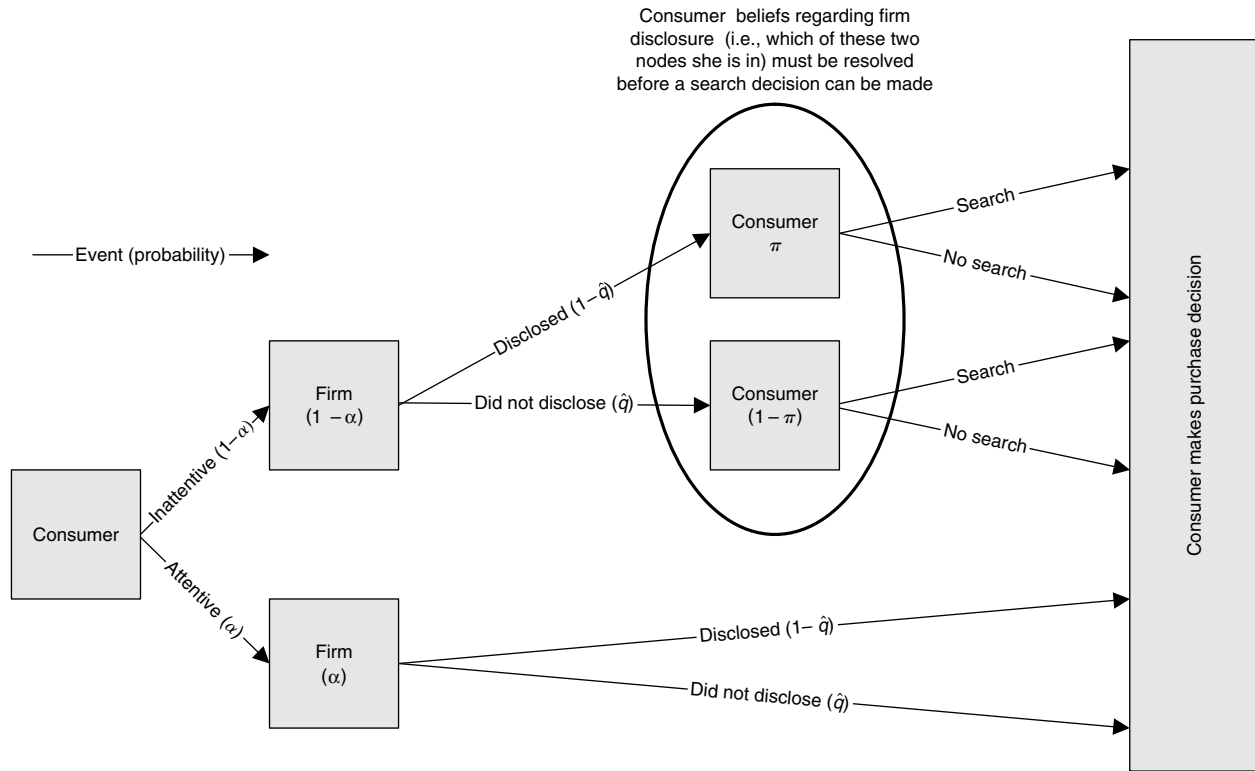 Consumer beliefs regarding firm
disclosure (i.e., which of these two
nodes she is in) must be resolved
before a search decision can be made
Event (probability)
Consumer
Inattentive (1−α)
Attentive (α)
Firm
(1 − α)
Firm
(α)
Disclosed (1−q̂)
Did not disclose (q̂)
Consumer
π
Consumer
(1− π)
Search
No search
Search
No search
Disclosed (1− q̂)
Did not disclose (q̂)
Consumer makes purchase decision